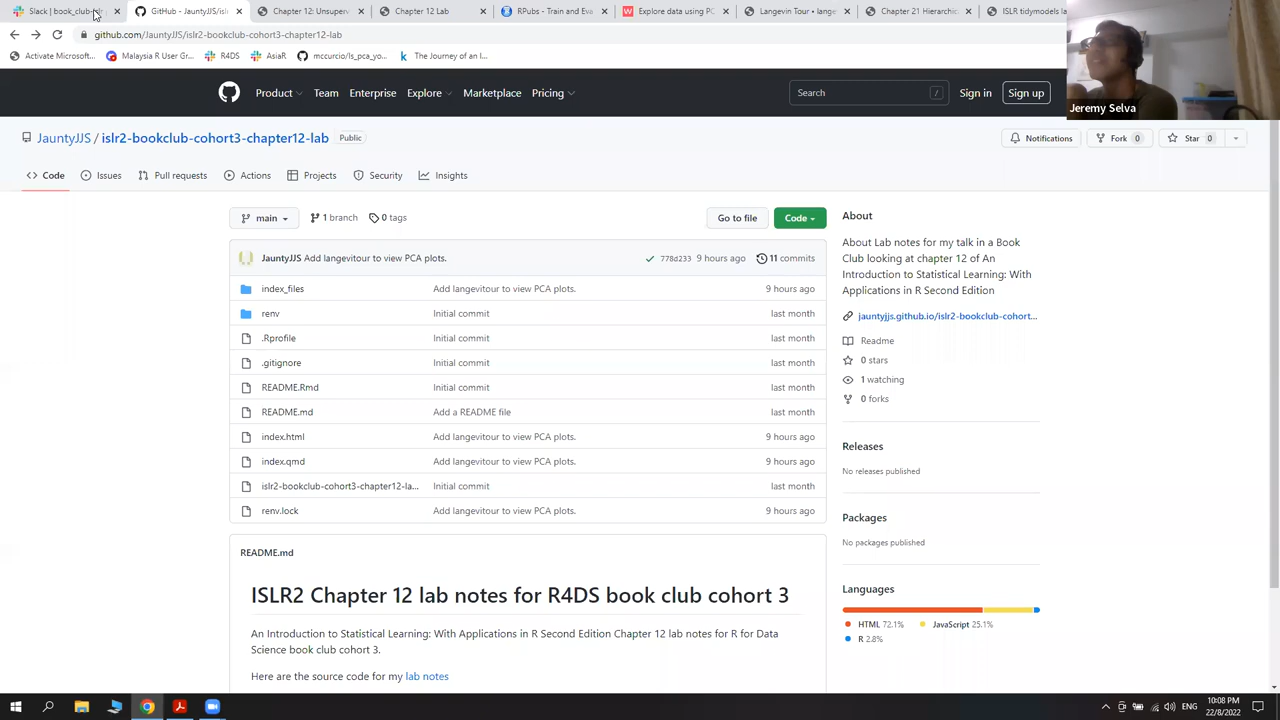 Slack | book_club-isl
GitHub - JauntyJJS/isl
Chapter 12: Unsuperv
Chapter 12 Lab
RPubs - Train and Eva
Explore data using PC
Langevin Tour • lange
Chapter 21 Hierarchic
ISLR tidymodels la
github.com/JauntyJJS/islr2-bookclub-cohort3-chapter12-lab
Activate Microsoft...
Malaysia R User Gr...
R4DS
AsiaR
mccurcio/Is_pca_yo...
The Journey of an I...
Product
Team
Enterprise
Explore
Marketplace
Pricing
Search
/
Sign in
Sign up
Jeremy Selva
JauntyJJS / islr2-bookclub-cohort3-chapter12-lab
Public
Notifications
Fork 0
Star 0
Code
Issues
Pull requests
Actions
Projects
Security
Insights
main
1 branch
0 tags
Go to file
Code
JauntyJJS Add langevitour to view PCA plots.
778d233 9 hours ago
11 commits
index_files Add langevitour to view PCA plots. 9 hours ago
renv Initial commit last month
.Rprofile Initial commit last month
.gitignore Initial commit last month
README.Rmd Initial commit last month
README.md Add a README file last month
index.html Add langevitour to view PCA plots. 9 hours ago
index.qmd Add langevitour to view PCA plots. 9 hours ago
islr2-bookclub-cohort3-chapter12-la... Initial commit last month
renv.lock Add langevitour to view PCA plots. 9 hours ago
README.md
ISLR2 Chapter 12 lab notes for R4DS book club cohort 3
An Introduction to Statistical Learning: With Applications in R Second Edition Chapter 12 lab notes for R for Data
Science book club cohort 3.
Here are the source code for my lab notes
About
About Lab notes for my talk in a Book
Club looking at chapter 12 of An
Introduction to Statistical Learning: With
Applications in R Second Edition
jauntyjjs.github.io/islr2-bookclub-cohort...
Readme
0 stars
1 watching
0 forks
Releases
No releases published
Packages
No packages published
Languages
HTML 72.1%
JavaScript 25.1%
R 2.8%
ENG
10:08 PM
22/8/2022